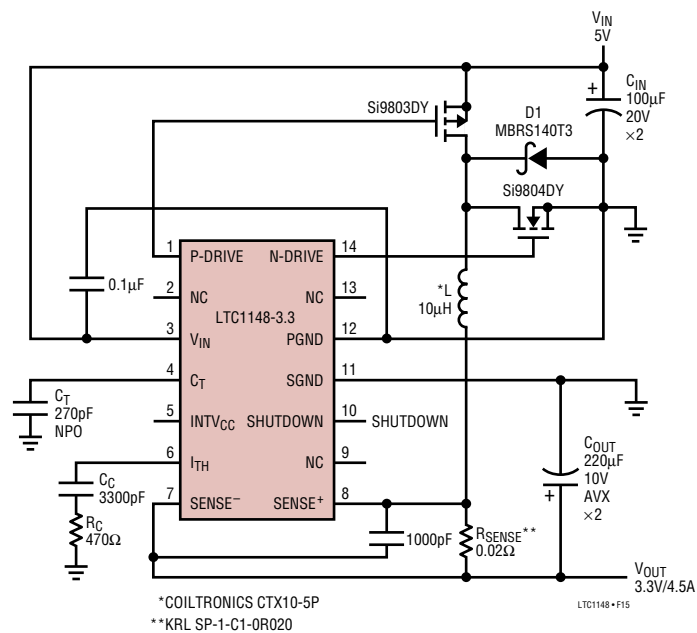 VIN
5V
CIN
100µF
20V
×2
+
Si9803DY
D1
MBRS140T3
Si9804DY
0.1µF
1
P-DRIVE
N-DRIVE
14
2
NC
NC
13
LTC1148-3.3
3
VIN
PGND
12
4
CT
SGND
11
5
INTVCC
SHUTDOWN
10
SHUTDOWN
6
ITH
NC
9
7
SENSE–
SENSE+
8
*L
10µH
CT
270pF
NPO
CC
3300pF
RC
470Ω
1000pF
RSENSE**
0.02Ω
COUT
220µF
10V
AVX
×2
+
VOUT
3.3V/4.5A
*COILTRONICS CTX10-5P
**KRL SP-1-C1-0R020
LTC1148 • F15